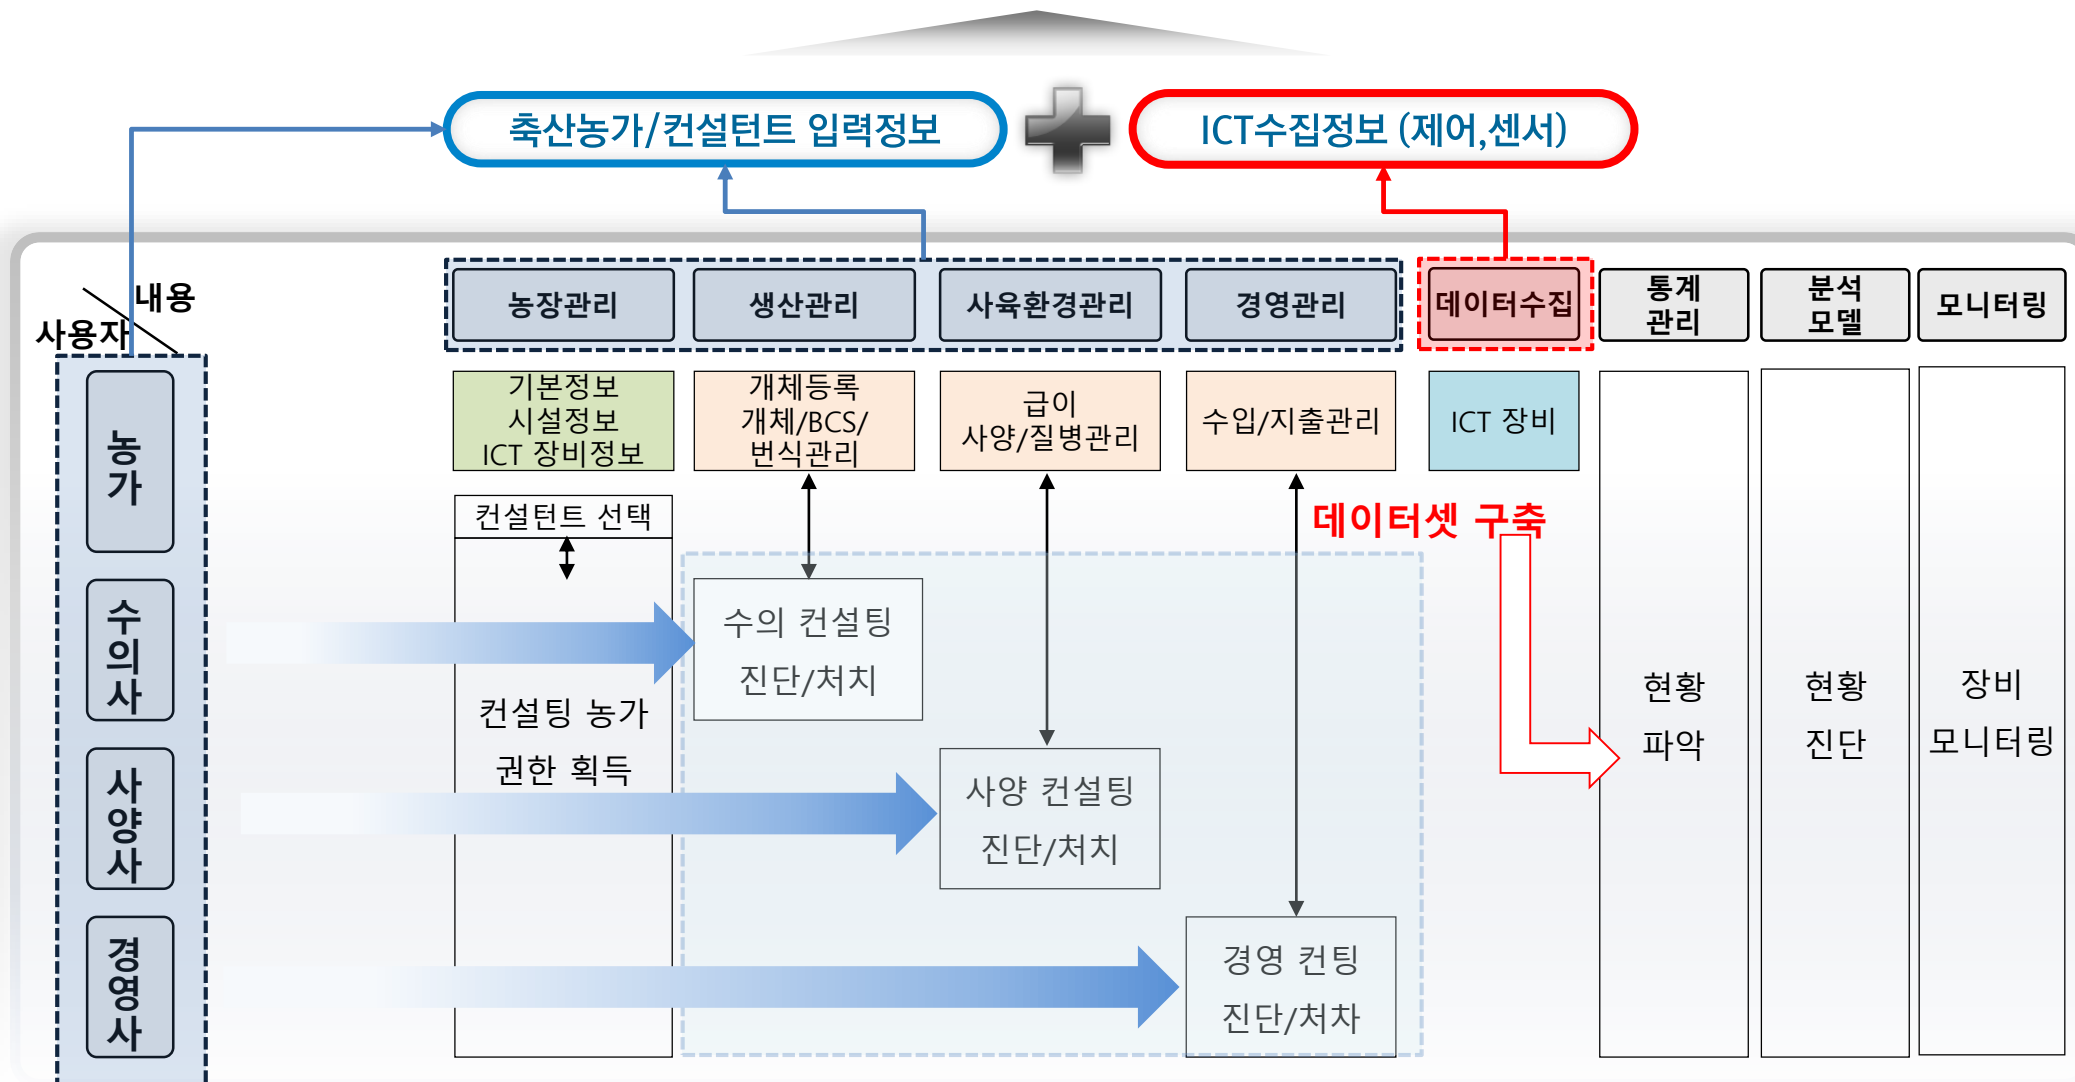 축산농가/컨설턴트 입력정보
ICT수집정보 (제어,센서)
내용
사용자
농장관리
생산관리
사육환경관리
경영관리
데이터수집
통계
관리
분석
모델
모니터링
농
가
수
의
사
사
양
사
경
영
사
기본정보
시설정보
ICT 장비정보
개체등록
개체/BCS/
번식관리
급이
사양/질병관리
수입/지출관리
ICT 장비
컨설턴트 선택
데이터셋 구축
수의 컨설팅
진단/처치
컨설팅 농가
권한 획득
사양 컨설팅
진단/처치
경영 컨팅
진단/처차
현황
파악
현황
진단
장비
모니터링